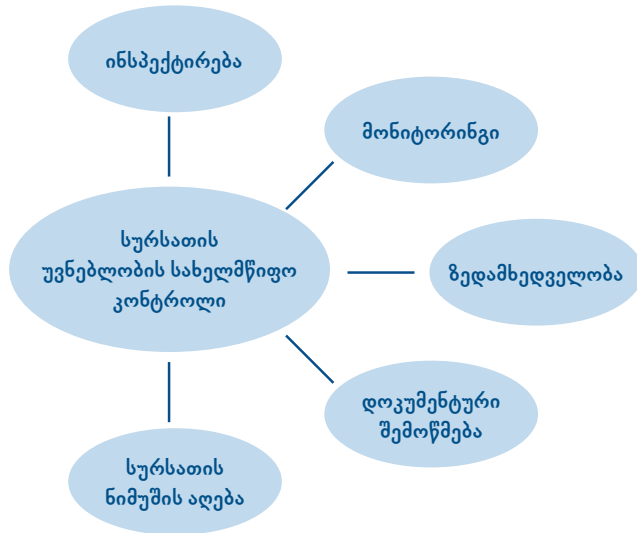 ინსპექტირება
მონიტორინგი
სურსათის
უვნებლობის სახელმწიფო
კონტროლი
ზედამხედველობა
დოკუმენტური
შემოწმება
სურსათის
ნიმუშის აღება